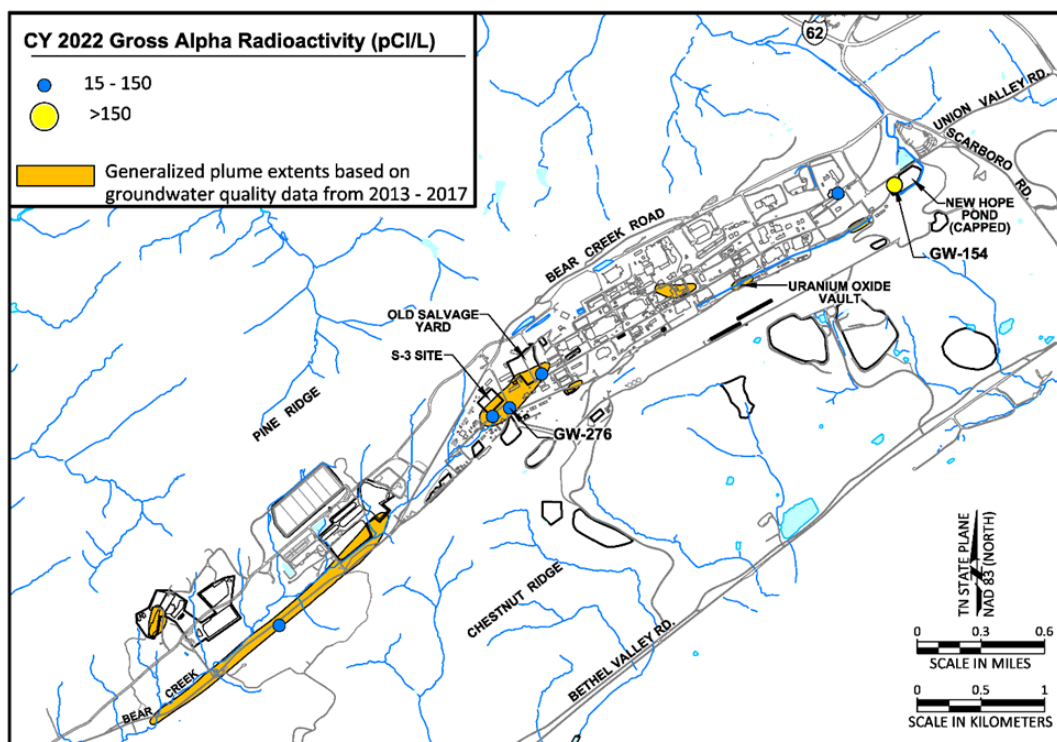 CY 2022 Gross Alpha Radioactivity (pCI/L)
15 - 150
>150
Generalized plume extents based on
groundwater quality data from 2013 - 2017
62
UNION VALLEY RD.
SCARBORO RD.
BEAR CREEK ROAD
NEW HOPE
POND
(CAPPED)
GW-154
URANIUM OXIDE
VAULT
OLD SALVAGE
YARD
S-3 SITE
PINE RIDGE
GW-276
CHESTNUT RIDGE
BETHEL VALLEY RD.
BEAR CREEK
TN STATE PLANE
NAD 83 (NORTH)
0 0.3 0.6
SCALE IN MILES
0 0.5 1
SCALE IN KILOMETERS